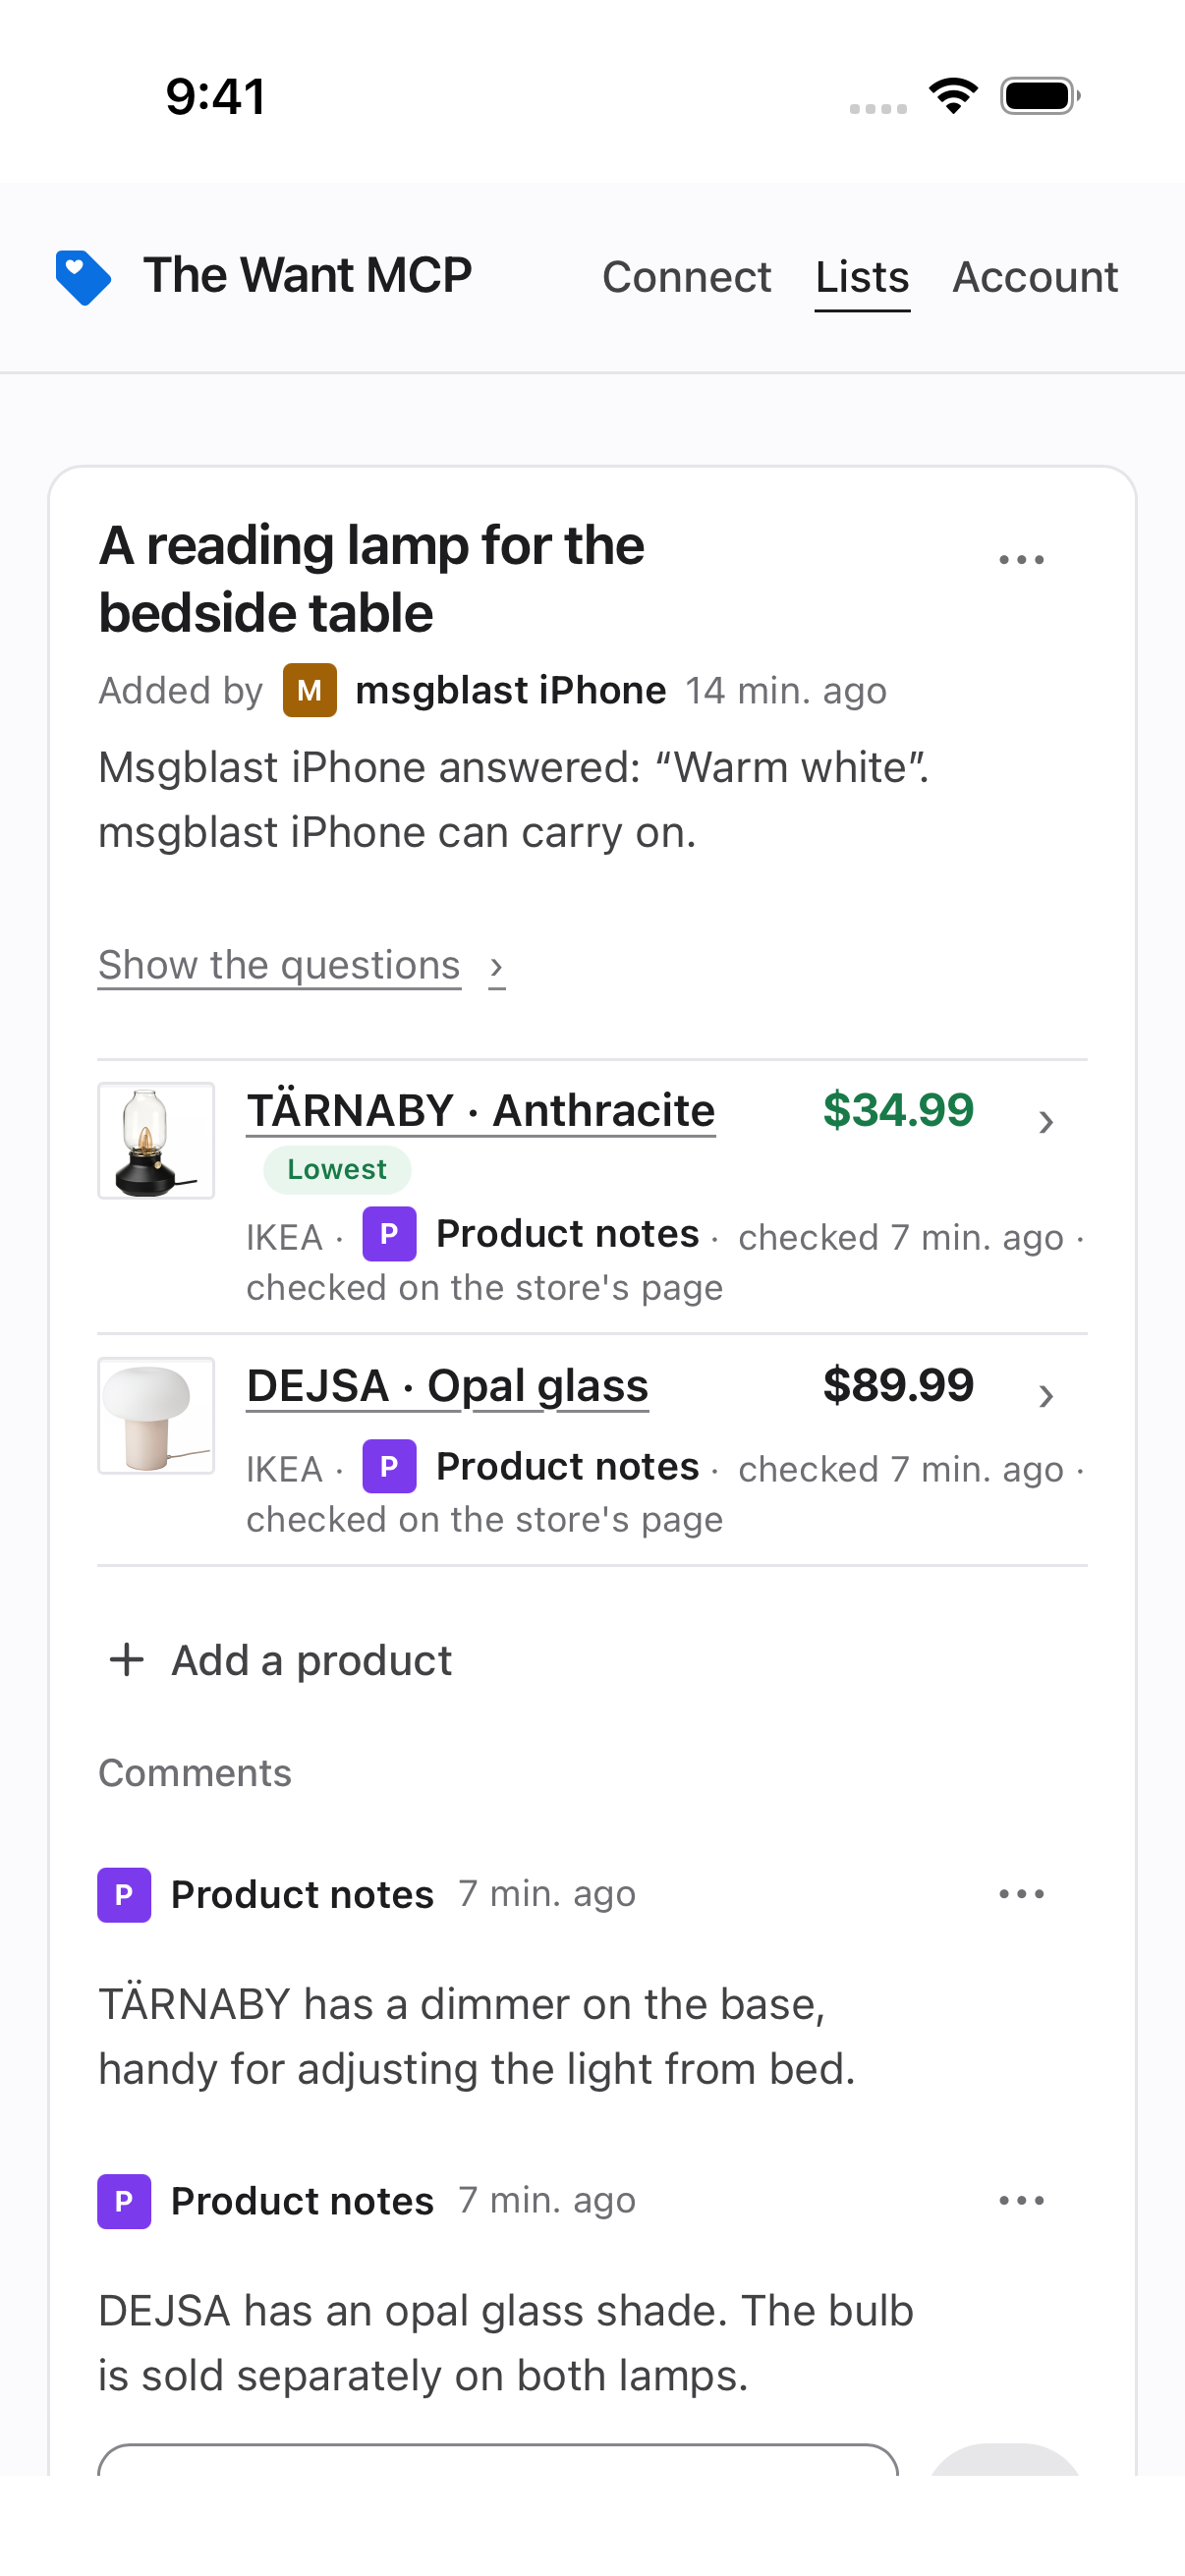 9:41
The Want MCP
Connect
Lists
Account
A reading lamp for the
bedside table
Added by M msgblast iPhone 14 min. ago
Msgblast iPhone answered: “Warm white”.
msgblast iPhone can carry on.
Show the questions ›
TÄRNABY · Anthracite $34.99 ›
Lowest
IKEA · P Product notes · checked 7 min. ago ·
checked on the store's page
DEJSA · Opal glass $89.99 ›
IKEA · P Product notes · checked 7 min. ago ·
checked on the store's page
+ Add a product
Comments
P Product notes 7 min. ago
TÄRNABY has a dimmer on the base,
handy for adjusting the light from bed.
P Product notes 7 min. ago
DEJSA has an opal glass shade. The bulb
is sold separately on both lamps.